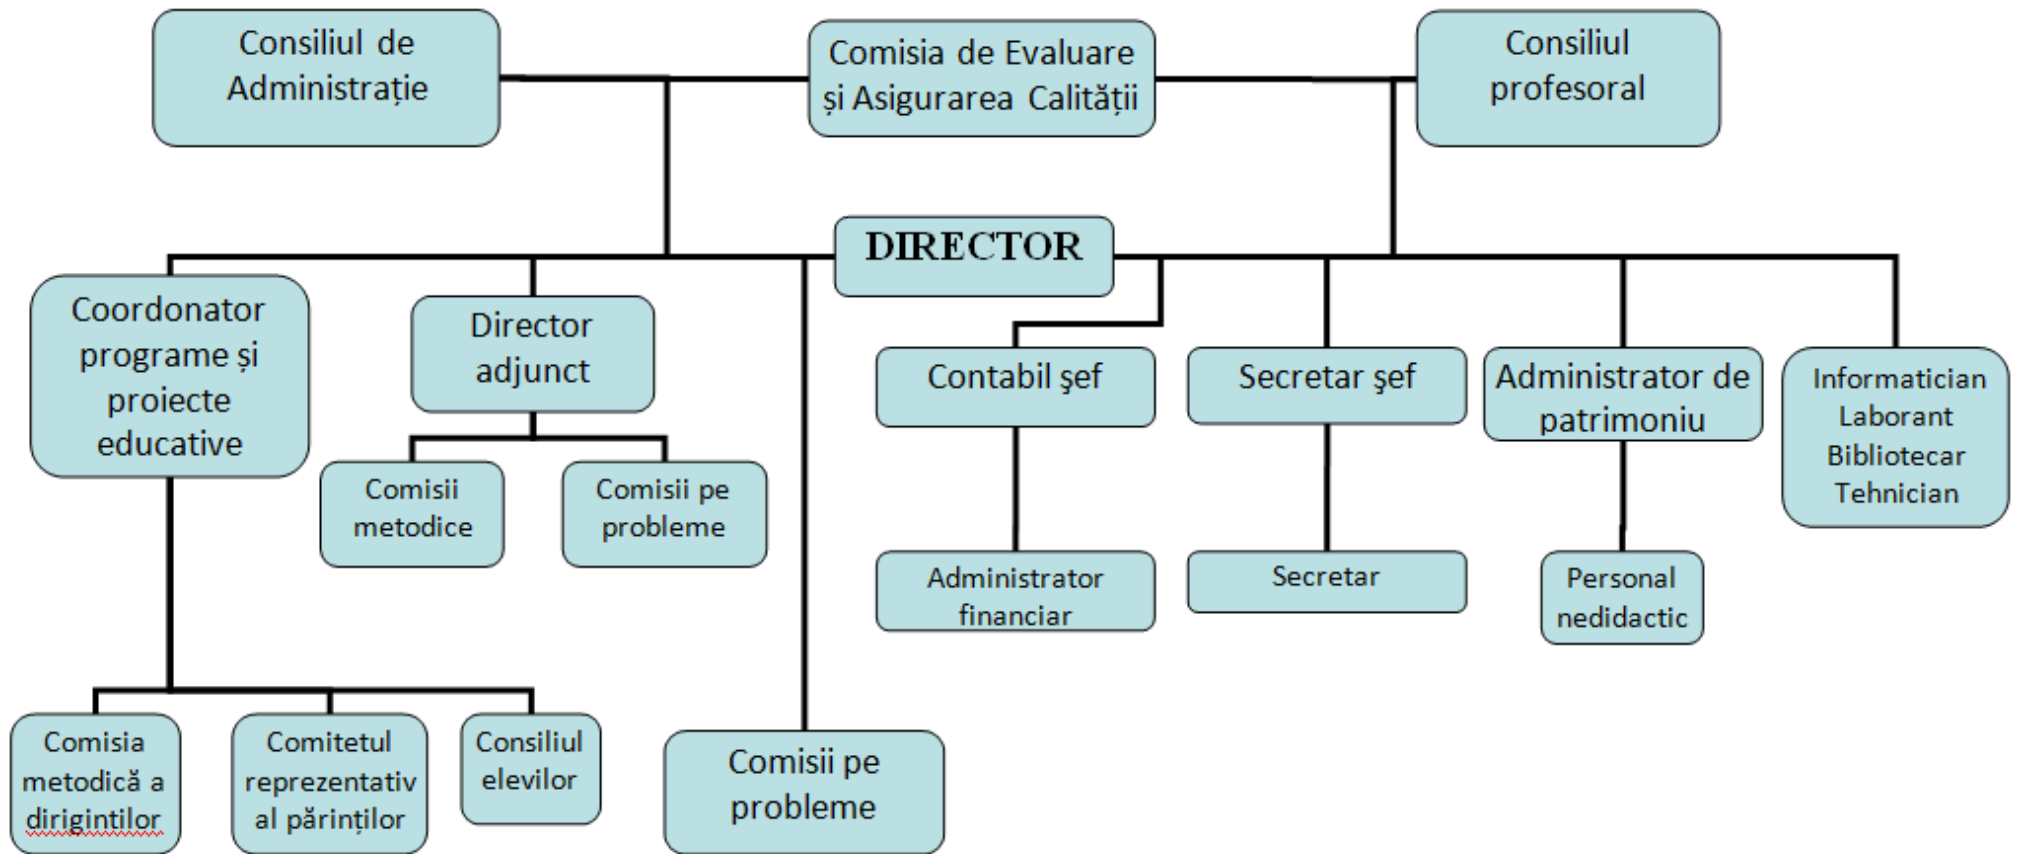 Consiliul de
Administrație
Comisia de Evaluare
și Asigurarea Calității
Consiliul
profesoral
DIRECTOR
Coordonator
programe și
proiecte
educative
Director
adjunct
Contabil şef
Secretar şef
Administrator de
patrimoniu
Informatician
Laborant
Bibliotecar
Tehnician
Comisii
metodice
Comisii pe
probleme
Administrator
financiar
Secretar
Personal
nedidactic
Comisia
metodică a
diriginților
Comitetul
reprezentativ
al părinților
Consiliul
elevilor
Comisii pe
probleme